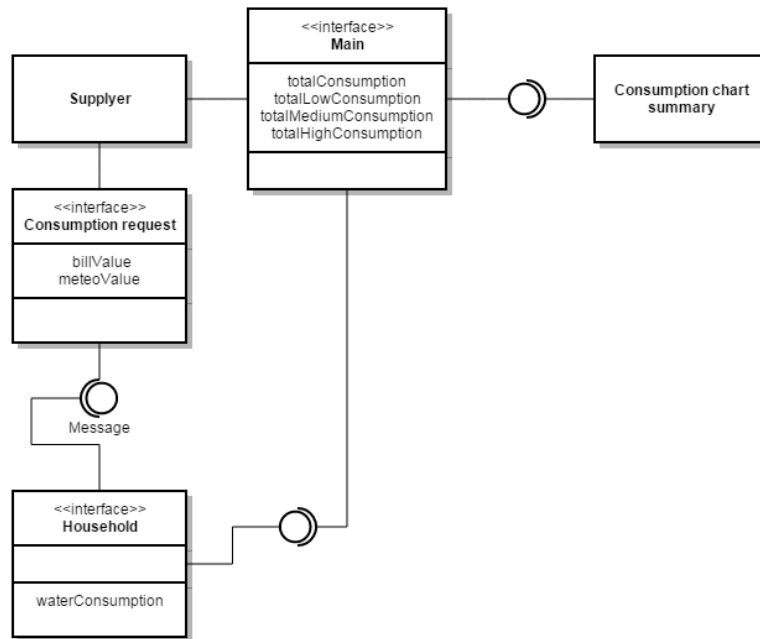 <<interface>>
Main
totalConsumption
totalLowConsumption
totalMediumConsumption
totalHighConsumption
Supplyer
Consumption chart
summary
<<interface>>
Consumption request
billValue
meteoValue
Message
<<interface>>
Household
waterConsumption